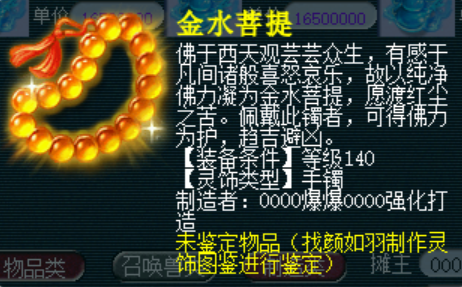 单价 16500000
金水菩提
佛于西天观芸芸众生，有感于
凡间诸般喜怒哀乐，故以纯净
佛力凝为金水菩提，愿渡红尘
之苦。佩戴此镯者，可得佛力
为护，趋吉避凶。
【装备条件】等级140
【灵饰类型】手镯
制造者：0000爆爆0000强化打
造
未鉴定物品（找颜如羽制作灵
饰图鉴进行鉴定）
物品类 召唤兽 摊主